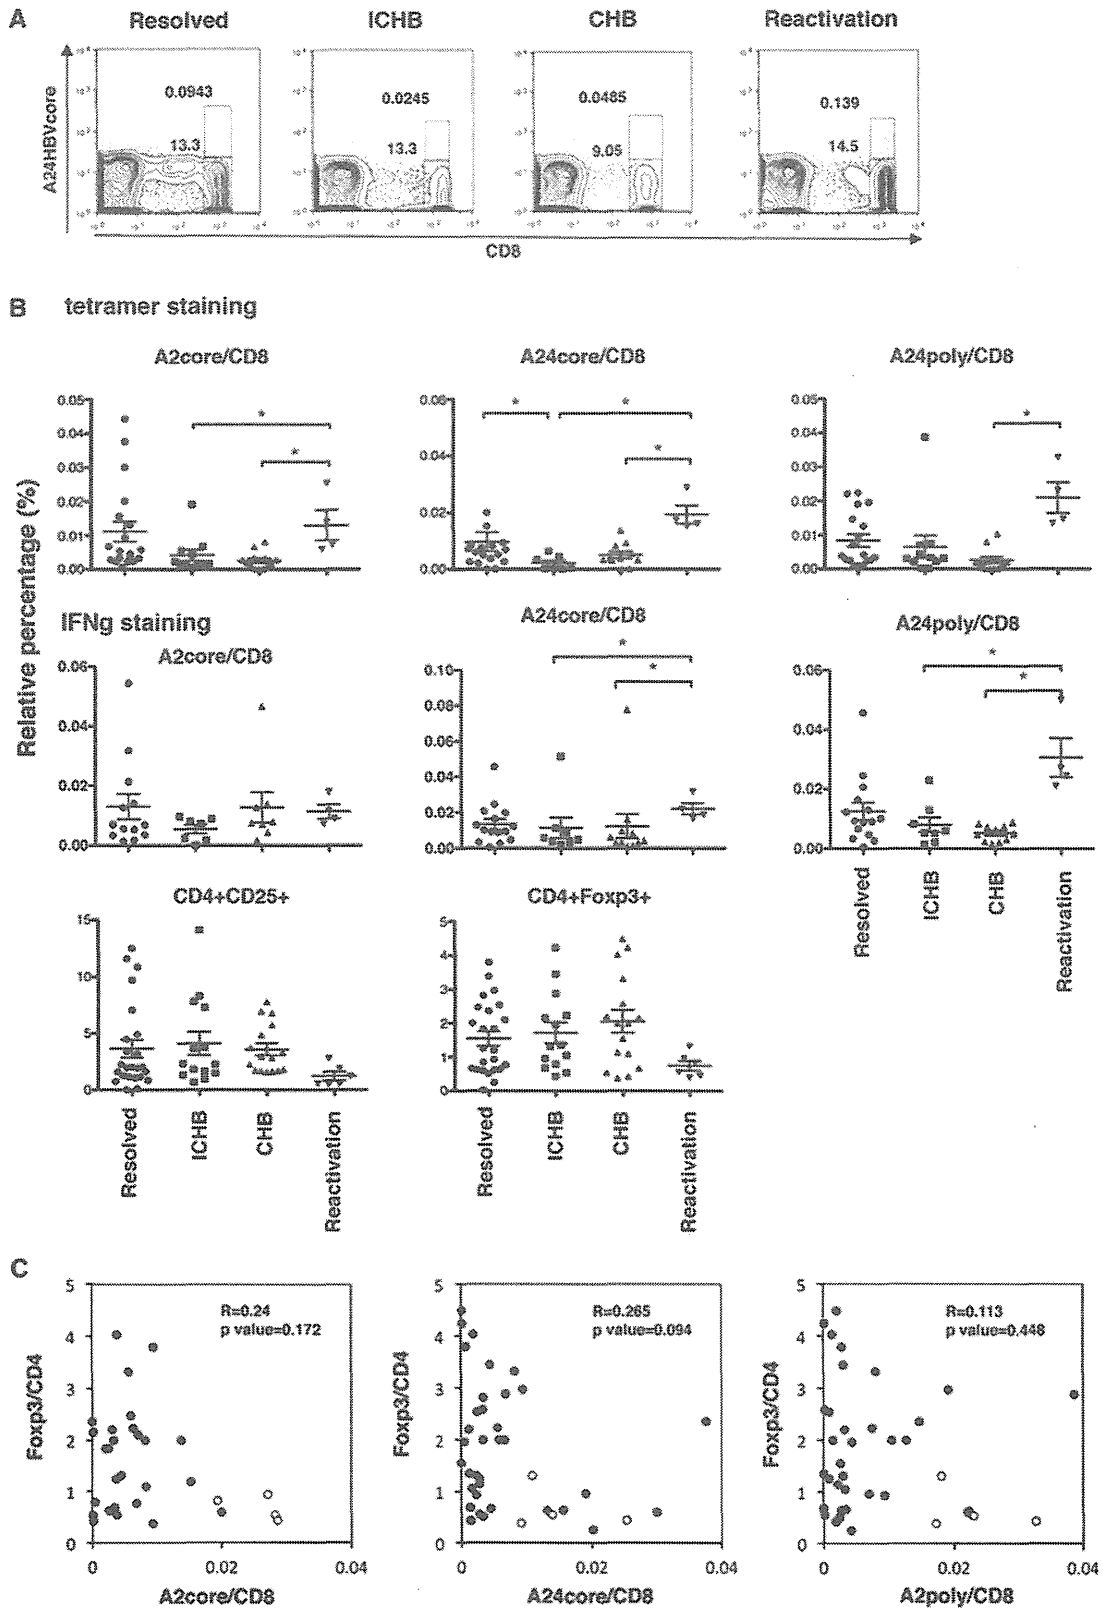 A
Resolved
ICHB
CHB
Reactivation
A24HBVcore
0.0943
13.3
0.0245
13.3
0.0485
9.05
0.139
14.5
CD8
B
tetramer staining
Relative percentage (%)
A2core/CD8
A24core/CD8
A24poly/CD8
0.05
0.04
0.03
0.02
0.01
0.00
*
*
0.06
0.04
0.02
0.00
*
*
*
0.05
0.04
0.03
0.02
0.01
0.00
*
IFNg staining
A2core/CD8
A24core/CD8
A24poly/CD8
0.06
0.04
0.02
0.00
0.10
0.08
0.06
0.04
0.02
0.00
*
*
0.06
0.04
0.02
0.00
*
*
Resolved
ICHB
CHB
Reactivation
CD4+CD25+
CD4+Foxp3+
15
10
5
0
5
4
3
2
1
0
Resolved
ICHB
CHB
Reactivation
Resolved
ICHB
CHB
Reactivation
C
Foxp3/CD4
5
4
3
2
1
0
R=0.24
p value=0.172
0
0.02
0.04
A2core/CD8
Foxp3/CD4
5
4
3
2
1
0
R=0.265
p value=0.094
0
0.02
0.04
A24core/CD8
Foxp3/CD4
5
4
3
2
1
0
R=0.113
p value=0.448
0
0.02
0.04
A2poly/CD8